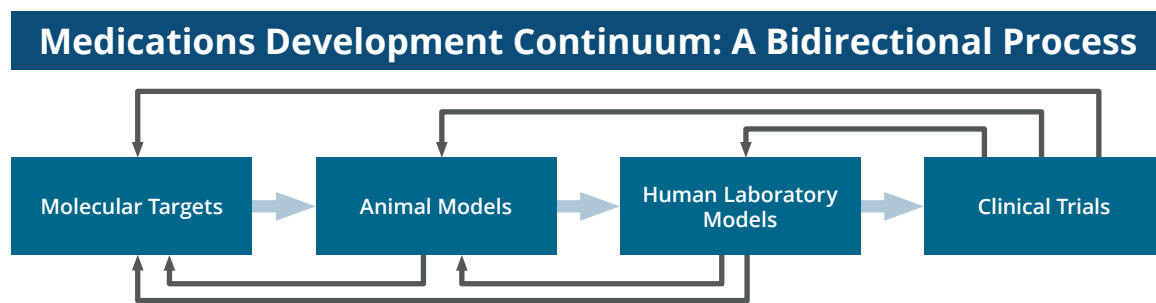 Medications Development Continuum: A Bidirectional Process
Molecular Targets
Animal Models
Human Laboratory
Models
Clinical Trials